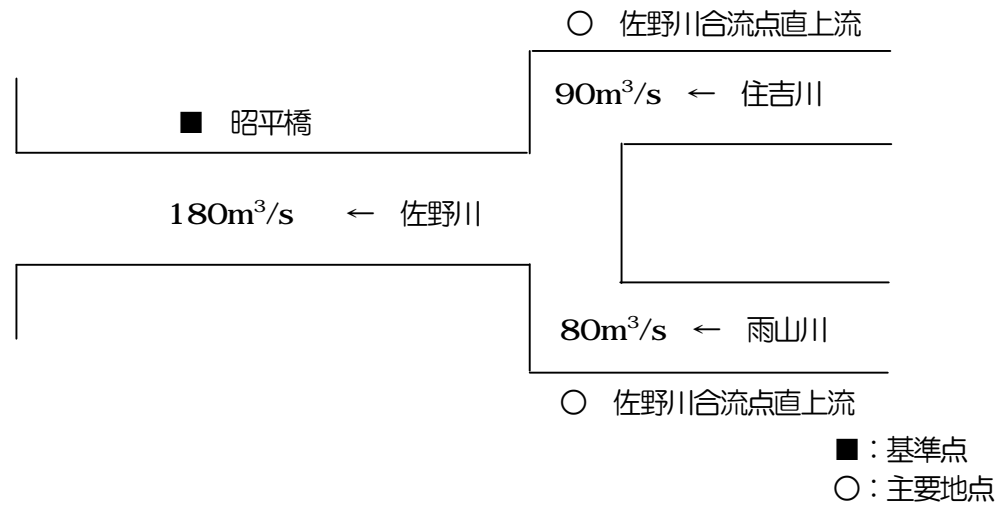 ○ 佐野川合流点直上流
90m³/s ← 住吉川
■ 昭平橋
180m³/s ← 佐野川
80m³/s ← 雨山川
○ 佐野川合流点直上流
■：基準点
○：主要地点